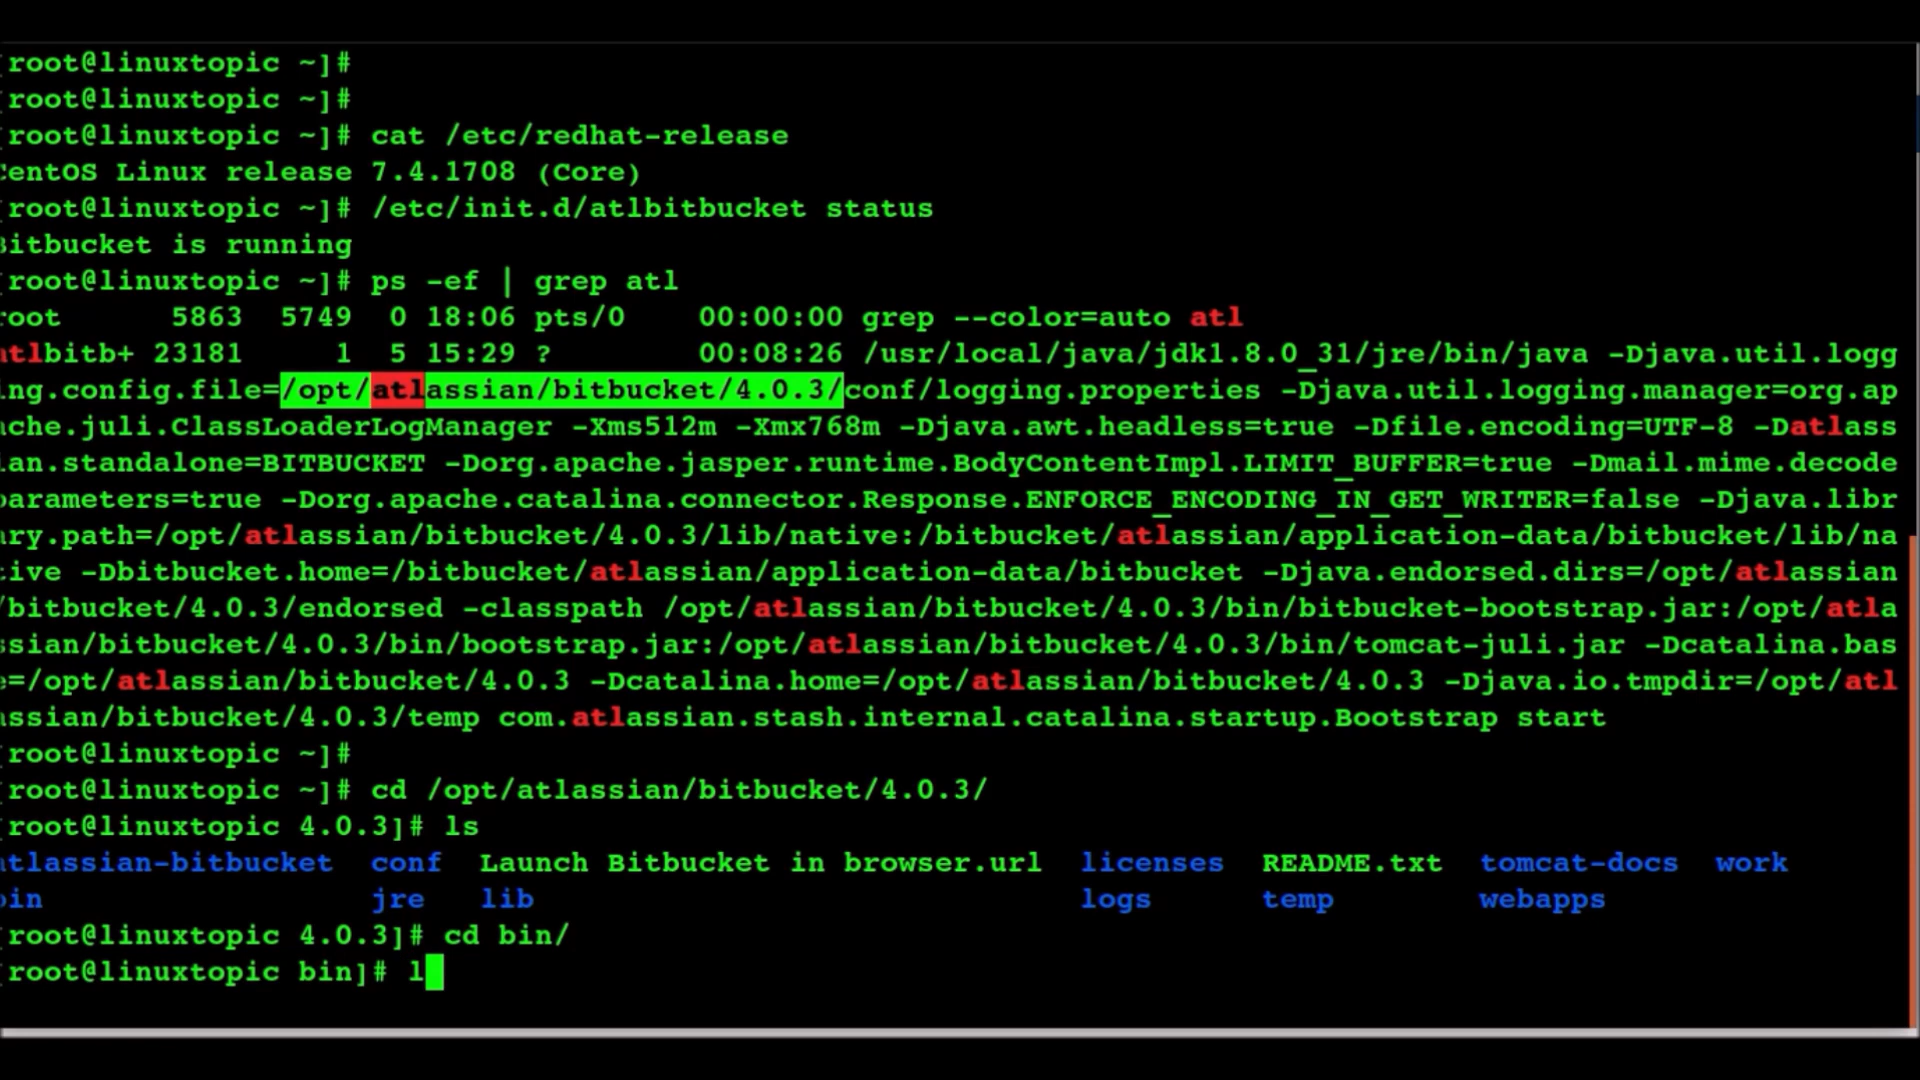 [root@linuxtopic ~]#
[root@linuxtopic ~]#
[root@linuxtopic ~]# cat /etc/redhat-release
CentOS Linux release 7.4.1708 (Core)
[root@linuxtopic ~]# /etc/init.d/atlbitbucket status
Bitbucket is running
[root@linuxtopic ~]# ps -ef | grep atl
root      5863  5749  0 18:06 pts/0    00:00:00 grep --color=auto atl
atlbitb+ 23181     1  5 15:29 ?        00:08:26 /usr/local/java/jdk1.8.0_31/jre/bin/java -Djava.util.logg
ing.config.file=/opt/atlassian/bitbucket/4.0.3/conf/logging.properties -Djava.util.logging.manager=org.ap
ache.juli.ClassLoaderLogManager -Xms512m -Xmx768m -Djava.awt.headless=true -Dfile.encoding=UTF-8 -Datlass
ian.standalone=BITBUCKET -Dorg.apache.jasper.runtime.BodyContentImpl.LIMIT_BUFFER=true -Dmail.mime.decode
parameters=true -Dorg.apache.catalina.connector.Response.ENFORCE_ENCODING_IN_GET_WRITER=false -Djava.libr
ary.path=/opt/atlassian/bitbucket/4.0.3/lib/native:/bitbucket/atlassian/application-data/bitbucket/lib/na
tive -Dbitbucket.home=/bitbucket/atlassian/application-data/bitbucket -Djava.endorsed.dirs=/opt/atlassian
/bitbucket/4.0.3/endorsed -classpath /opt/atlassian/bitbucket/4.0.3/bin/bitbucket-bootstrap.jar:/opt/atla
ssian/bitbucket/4.0.3/bin/bootstrap.jar:/opt/atlassian/bitbucket/4.0.3/bin/tomcat-juli.jar -Dcatalina.bas
e=/opt/atlassian/bitbucket/4.0.3 -Dcatalina.home=/opt/atlassian/bitbucket/4.0.3 -Djava.io.tmpdir=/opt/atl
assian/bitbucket/4.0.3/temp com.atlassian.stash.internal.catalina.startup.Bootstrap start
[root@linuxtopic ~]#
[root@linuxtopic ~]# cd /opt/atlassian/bitbucket/4.0.3/
[root@linuxtopic 4.0.3]# ls
atlassian-bitbucket  conf  Launch Bitbucket in browser.url  licenses  README.txt  tomcat-docs  work
bin                  jre   lib                              logs      temp        webapps
[root@linuxtopic 4.0.3]# cd bin/
[root@linuxtopic bin]# l